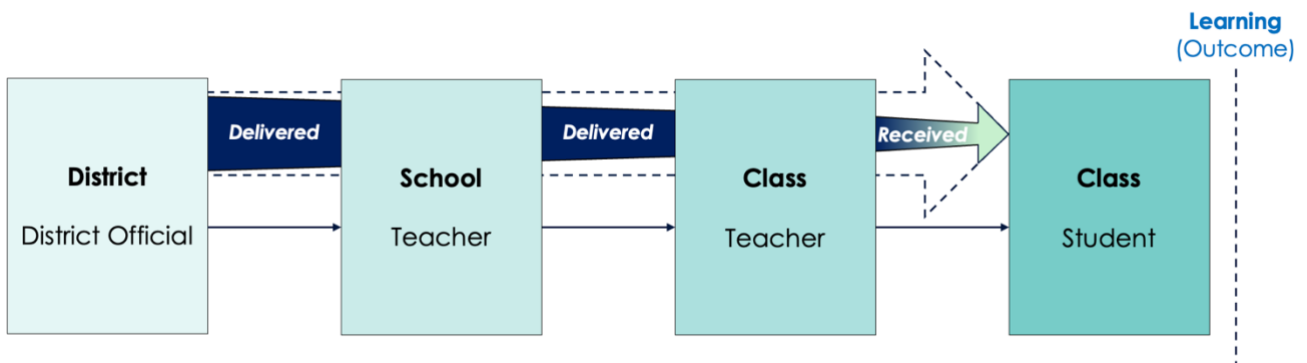 Learning
(Outcome)
Delivered
Delivered
Received
District
School
Class
Class
District Official
Teacher
Teacher
Student